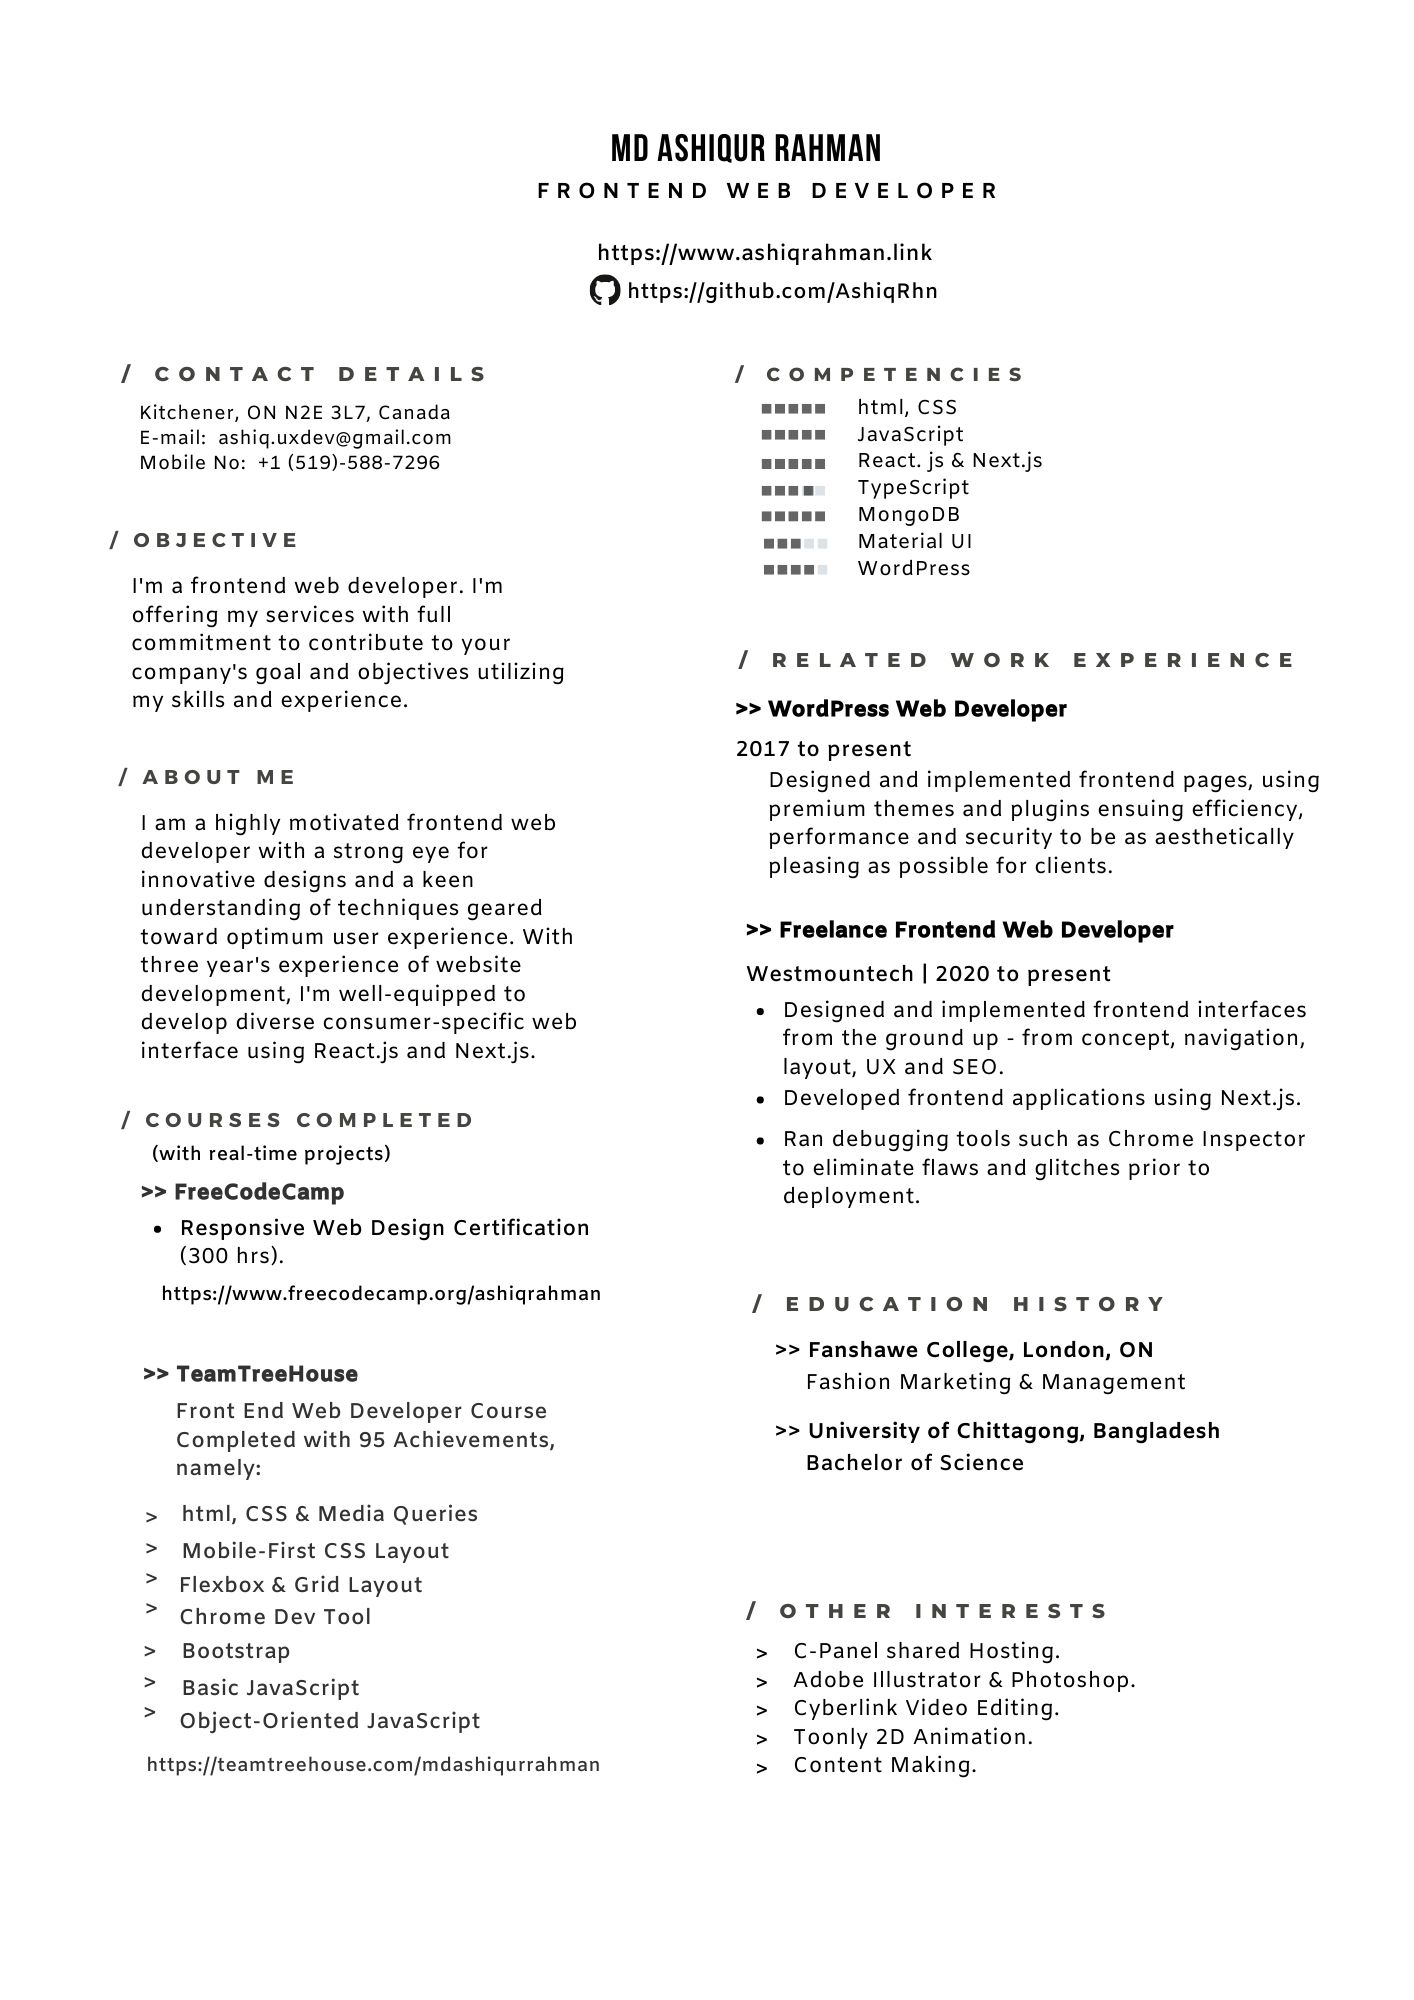 MD ASHIQUR RAHMAN
FRONTEND WEB DEVELOPER
https://www.ashiqrahman.link
https://github.com/AshiqRhn
/ CONTACT DETAILS
Kitchener, ON N2E 3L7, Canada
E-mail: ashiq.uxdev@gmail.com
Mobile No: +1 (519)-588-7296
/ OBJECTIVE
I'm a frontend web developer. I'm
offering my services with full
commitment to contribute to your
company's goal and objectives utilizing
my skills and experience.
/ ABOUT ME
I am a highly motivated frontend web
developer with a strong eye for
innovative designs and a keen
understanding of techniques geared
toward optimum user experience. With
three year's experience of website
development, I'm well-equipped to
develop diverse consumer-specific web
interface using React.js and Next.js.
/ COURSES COMPLETED
(with real-time projects)
>> FreeCodeCamp
• Responsive Web Design Certification
(300 hrs).
https://www.freecodecamp.org/ashiqrahman
>> TeamTreeHouse
Front End Web Developer Course
Completed with 95 Achievements,
namely:
> html, CSS & Media Queries
> Mobile-First CSS Layout
> Flexbox & Grid Layout
> Chrome Dev Tool
> Bootstrap
> Basic JavaScript
> Object-Oriented JavaScript
https://teamtreehouse.com/mdashiqurrahman
/ COMPETENCIES
html, CSS
JavaScript
React. js & Next.js
TypeScript
MongoDB
Material UI
WordPress
/ RELATED WORK EXPERIENCE
>> WordPress Web Developer
2017 to present
Designed and implemented frontend pages, using
premium themes and plugins ensuing efficiency,
performance and security to be as aesthetically
pleasing as possible for clients.
>> Freelance Frontend Web Developer
Westmountech | 2020 to present
• Designed and implemented frontend interfaces
from the ground up - from concept, navigation,
layout, UX and SEO.
• Developed frontend applications using Next.js.
• Ran debugging tools such as Chrome Inspector
to eliminate flaws and glitches prior to
deployment.
/ EDUCATION HISTORY
>> Fanshawe College, London, ON
Fashion Marketing & Management
>> University of Chittagong, Bangladesh
Bachelor of Science
/ OTHER INTERESTS
> C-Panel shared Hosting.
> Adobe Illustrator & Photoshop.
> Cyberlink Video Editing.
> Toonly 2D Animation.
> Content Making.